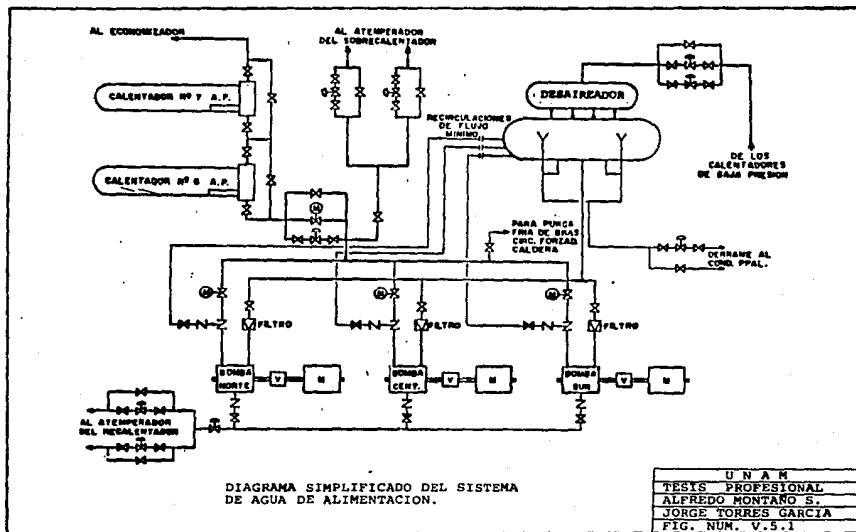 AL ECONOMIZADOR
AL ATEMPERADOR
DEL SOBRECALENTADOR
CALENTADOR Nº 7 A.P.
CALENTADOR Nº 6 A.P.
DESAIREADOR
RECIRCULACIONES
DE FLUJO
MINIMO
DE LOS
CALENTADORES
DE BAJA PRESION
PARA PURGA
FRIA DE BBAS
CIRC. FORZAD.
CALDERA
DERRAME AL
COND. PPAL.
M
M
M
M
FILTRO
FILTRO
FILTRO
BOMBA
NORTE
V
M
BOMBA
CENT.
V
M
BOMBA
SUR
V
M
AL ATEMPERADOR
DEL RECALENTADOR
DIAGRAMA SIMPLIFICADO DEL SISTEMA
DE AGUA DE ALIMENTACION.
U N A M
TESIS PROFESIONAL
ALFREDO MONTAÑO S.
JORGE TORRES GARCIA
FIG. NUM. V.5.1